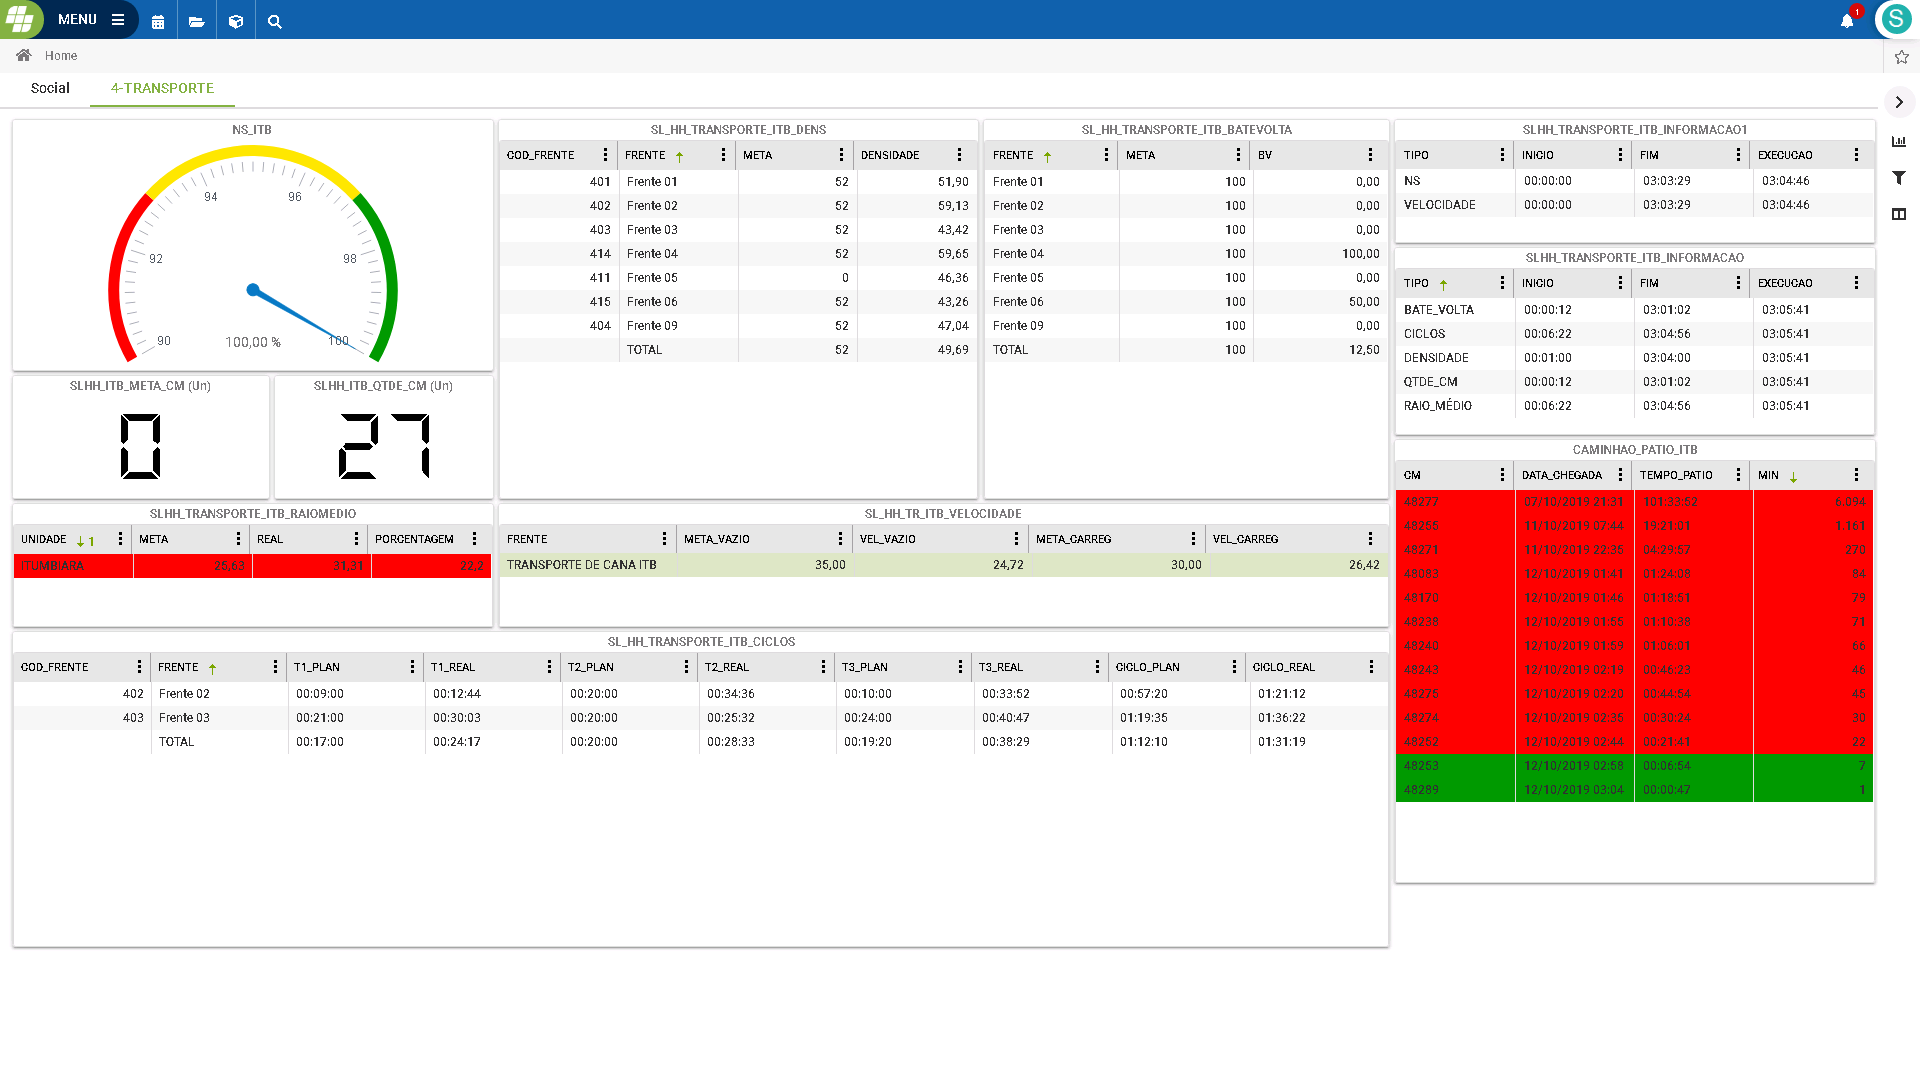 MENU
1
S
Home
Social
4-TRANSPORTE
NS_ITB
90
92
94
96
98
100
100,00 %
SLHH_ITB_META_CM (Un)
0
SLHH_ITB_QTDE_CM (Un)
27
SL_HH_TRANSPORTE_ITB_DENS
COD_FRENTE FRENTE META DENSIDADE
401 Frente 01 52 51,90
402 Frente 02 52 59,13
403 Frente 03 52 43,42
414 Frente 04 52 59,65
411 Frente 05 0 46,36
415 Frente 06 52 43,26
404 Frente 09 52 47,04
TOTAL 52 49,69
SL_HH_TRANSPORTE_ITB_BATEVOLTA
FRENTE META BV
Frente 01 100 0,00
Frente 02 100 0,00
Frente 03 100 0,00
Frente 04 100 100,00
Frente 05 100 0,00
Frente 06 100 50,00
Frente 09 100 0,00
TOTAL 100 12,50
SLHH_TRANSPORTE_ITB_INFORMACAO1
TIPO INICIO FIM EXECUCAO
NS 00:00:00 03:03:29 03:04:46
VELOCIDADE 00:00:00 03:03:29 03:04:46
SLHH_TRANSPORTE_ITB_INFORMACAO
TIPO INICIO FIM EXECUCAO
BATE_VOLTA 00:00:12 03:01:02 03:05:41
CICLOS 00:06:22 03:04:56 03:05:41
DENSIDADE 00:01:00 03:04:00 03:05:41
QTDE_CM 00:00:12 03:01:02 03:05:41
RAIO_MÉDIO 00:06:22 03:04:56 03:05:41
SLHH_TRANSPORTE_ITB_RAIOMEDIO
UNIDADE 1 META REAL PORCENTAGEM
ITUMBIARA 25,63 31,31 22,2
SL_HH_TR_ITB_VELOCIDADE
FRENTE META_VAZIO VEL_VAZIO META_CARREG VEL_CARREG
TRANSPORTE DE CANA ITB 35,00 24,72 30,00 26,42
SL_HH_TRANSPORTE_ITB_CICLOS
COD_FRENTE FRENTE T1_PLAN T1_REAL T2_PLAN T2_REAL T3_PLAN T3_REAL CICLO_PLAN CICLO_REAL
402 Frente 02 00:09:00 00:12:44 00:20:00 00:34:36 00:10:00 00:33:52 00:57:20 01:21:12
403 Frente 03 00:21:00 00:30:03 00:20:00 00:25:32 00:24:00 00:40:47 01:19:35 01:36:22
TOTAL 00:17:00 00:24:17 00:20:00 00:28:33 00:19:20 00:38:29 01:12:10 01:31:19
CAMINHAO_PATIO_ITB
CM DATA_CHEGADA TEMPO_PATIO MIN
48277 07/10/2019 21:31 101:33:52 6.094
48255 11/10/2019 07:44 19:21:01 1.161
48271 11/10/2019 22:35 04:29:57 270
48083 12/10/2019 01:41 01:24:08 84
48170 12/10/2019 01:46 01:18:51 79
48238 12/10/2019 01:55 01:10:38 71
48240 12/10/2019 01:59 01:06:01 66
48243 12/10/2019 02:19 00:46:23 46
48275 12/10/2019 02:20 00:44:54 45
48274 12/10/2019 02:35 00:30:24 30
48252 12/10/2019 02:44 00:21:41 22
48253 12/10/2019 02:58 00:06:54 7
48289 12/10/2019 03:04 00:00:47 1